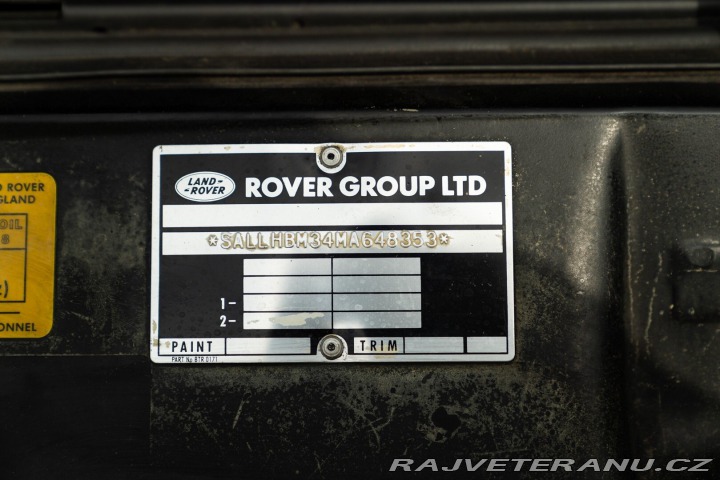 LAND-
-ROVER
ROVER GROUP LTD
*SALLHBM34MA648353*
1-
2-
PAINT
TRIM
PART No BTR 0171
ROVER
GLAND
OIL
RAJVETERANU.CZ